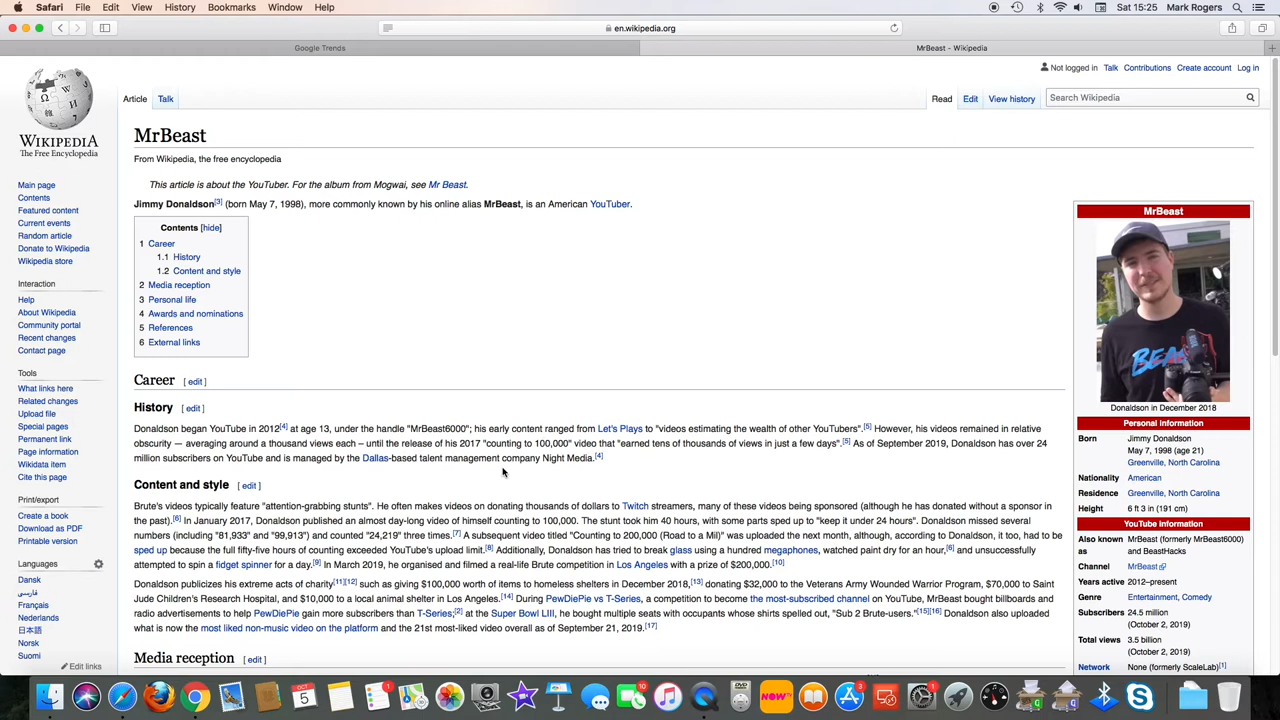 Safari File Edit View History Bookmarks Window Help Sat 15:25 Mark Rogers
en.wikipedia.org
Google Trends MrBeast - Wikipedia
Not logged in Talk Contributions Create account Log in
Article Talk Read Edit View history Search Wikipedia
WIKIPEDIA
The Free Encyclopedia
Main page
Contents
Featured content
Current events
Random article
Donate to Wikipedia
Wikipedia store
Interaction
Help
About Wikipedia
Community portal
Recent changes
Contact page
Tools
What links here
Related changes
Upload file
Special pages
Permanent link
Page information
Wikidata item
Cite this page
Print/export
Create a book
Download as PDF
Printable version
Languages
Dansk
فارسی
Français
Nederlands
日本語
Norsk
Suomi
Edit links
MrBeast
From Wikipedia, the free encyclopedia
This article is about the YouTuber. For the album from Mogwai, see Mr Beast.
Jimmy Donaldson[3] (born May 7, 1998), more commonly known by his online alias MrBeast, is an American YouTuber.
Contents [hide]
1 Career
1.1 History
1.2 Content and style
2 Media reception
3 Personal life
4 Awards and nominations
5 References
6 External links
Career [ edit ]
History [ edit ]
Donaldson began YouTube in 2012[4] at age 13, under the handle "MrBeast6000"; his early content ranged from Let's Plays to "videos estimating the wealth of other YouTubers".[5] However, his videos remained in relative
obscurity — averaging around a thousand views each – until the release of his 2017 "counting to 100,000" video that "earned tens of thousands of views in just a few days".[5] As of September 2019, Donaldson has over 24
million subscribers on YouTube and is managed by the Dallas-based talent management company Night Media.[4]
Content and style [ edit ]
Brute's videos typically feature "attention-grabbing stunts". He often makes videos on donating thousands of dollars to Twitch streamers, many of these videos being sponsored (although he has donated without a sponsor in
the past).[6] In January 2017, Donaldson published an almost day-long video of himself counting to 100,000. The stunt took him 40 hours, with some parts sped up to "keep it under 24 hours". Donaldson missed several
numbers (including "81,933" and "99,913) and counted "24,219" three times.[7] A subsequent video titled "Counting to 200,000 (Road to a Mil)" was uploaded the next month, although, according to Donaldson, it too, had to be
sped up because the full fifty-five hours of counting exceeded YouTube's upload limit.[8] Additionally, Donaldson has tried to break glass using a hundred megaphones, watched paint dry for an hour,[6] and unsuccessfully
attempted to spin a fidget spinner for a day.[9] In March 2019, he organised and filmed a real-life Brute competition in Los Angeles with a prize of $200,000.[10]
Donaldson publicizes his extreme acts of charity[11][12] such as giving $100,000 worth of items to homeless shelters in December 2018,[13] donating $32,000 to the Veterans Army Wounded Warrior Program, $70,000 to Saint
Jude Children's Research Hospital, and $10,000 to a local animal shelter in Los Angeles.[14] During PewDiePie vs T-Series, a competition to become the most-subscribed channel on YouTube, MrBeast bought billboards and
radio advertisements to help PewDiePie gain more subscribers than T-Series;[2] at the Super Bowl LIII, he bought multiple seats with occupants whose shirts spelled out, "Sub 2 Brute-users."[15][16] Donaldson also uploaded
what is now the most liked non-music video on the platform and the 21st most-liked video overall as of September 21, 2019.[17]
Media reception [ edit ]
MrBeast
BEAS
Donaldson in December 2018
Personal information
Born Jimmy Donaldson
May 7, 1998 (age 21)
Greenville, North Carolina
Nationality American
Residence Greenville, North Carolina
Height 6 ft 3 in (191 cm)
YouTube information
Also known as MrBeast (formerly MrBeast6000)
and BeastHacks
Channel MrBeast
Years active 2012–present
Genre Entertainment, Comedy
Subscribers 24.5 million
(October 2, 2019)
Total views 3.5 billion
(October 2, 2019)
Network None (formerly ScaleLab)[1]
OCT 5 1 10 NOWTV 3 1